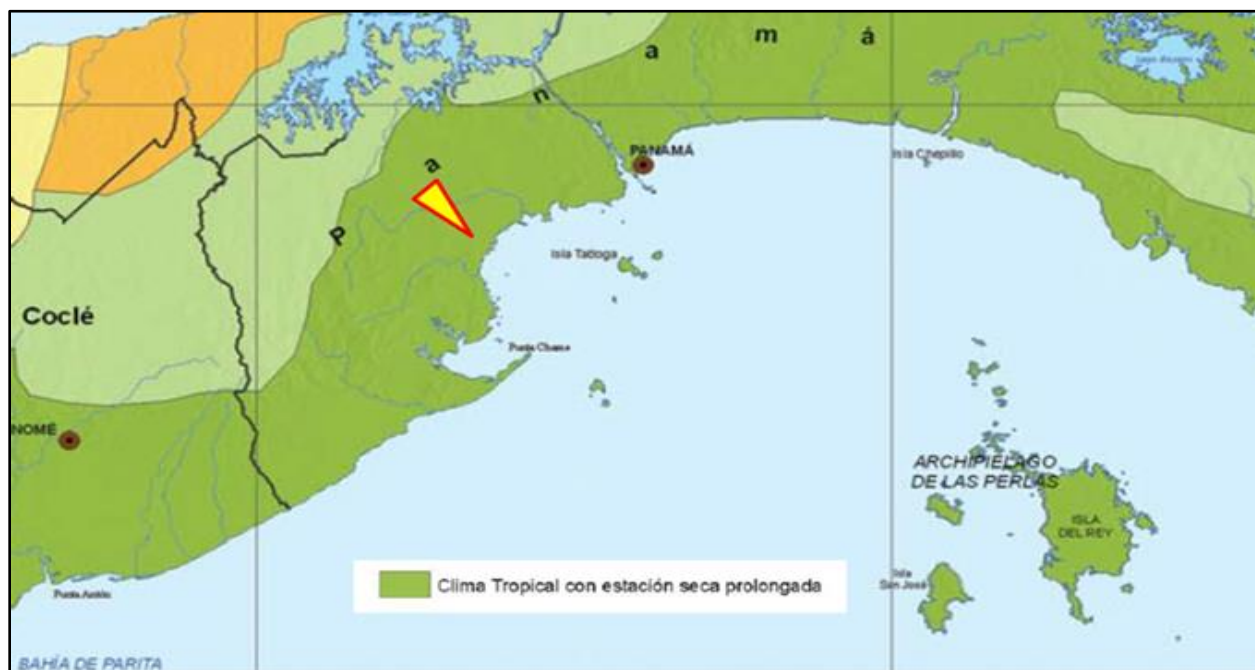 a m á
n
PANAMÁ
Isla Chepillo
a
P
Isla Taboga
Coclé
Punta Chame
NOMÉ
ARCHIPIÉLAGO
DE LAS PERLAS
ISLA
DEL REY
Isla
San José
Clima Tropical con estación seca prolongada
BAHÍA DE PARITA